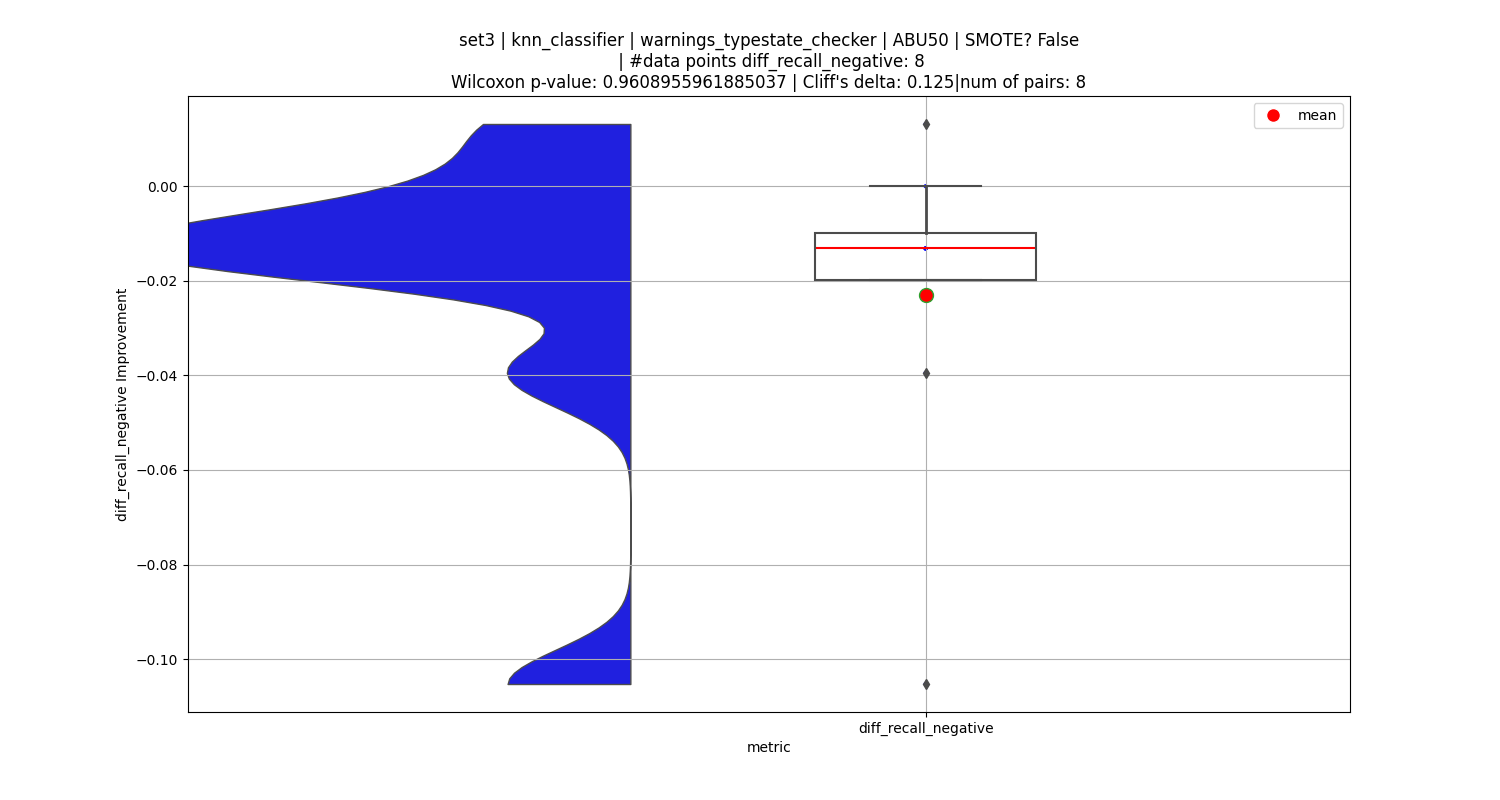 set3 | knn_classifier | warnings_typestate_checker | ABU50 | SMOTE? False
| #data points diff_recall_negative: 8
Wilcoxon p-value: 0.9608955961885037 | Cliff's delta: 0.125|num of pairs: 8
mean
0.00
−0.02
−0.04
−0.06
−0.08
−0.10
diff_recall_negative Improvement
diff_recall_negative
metric